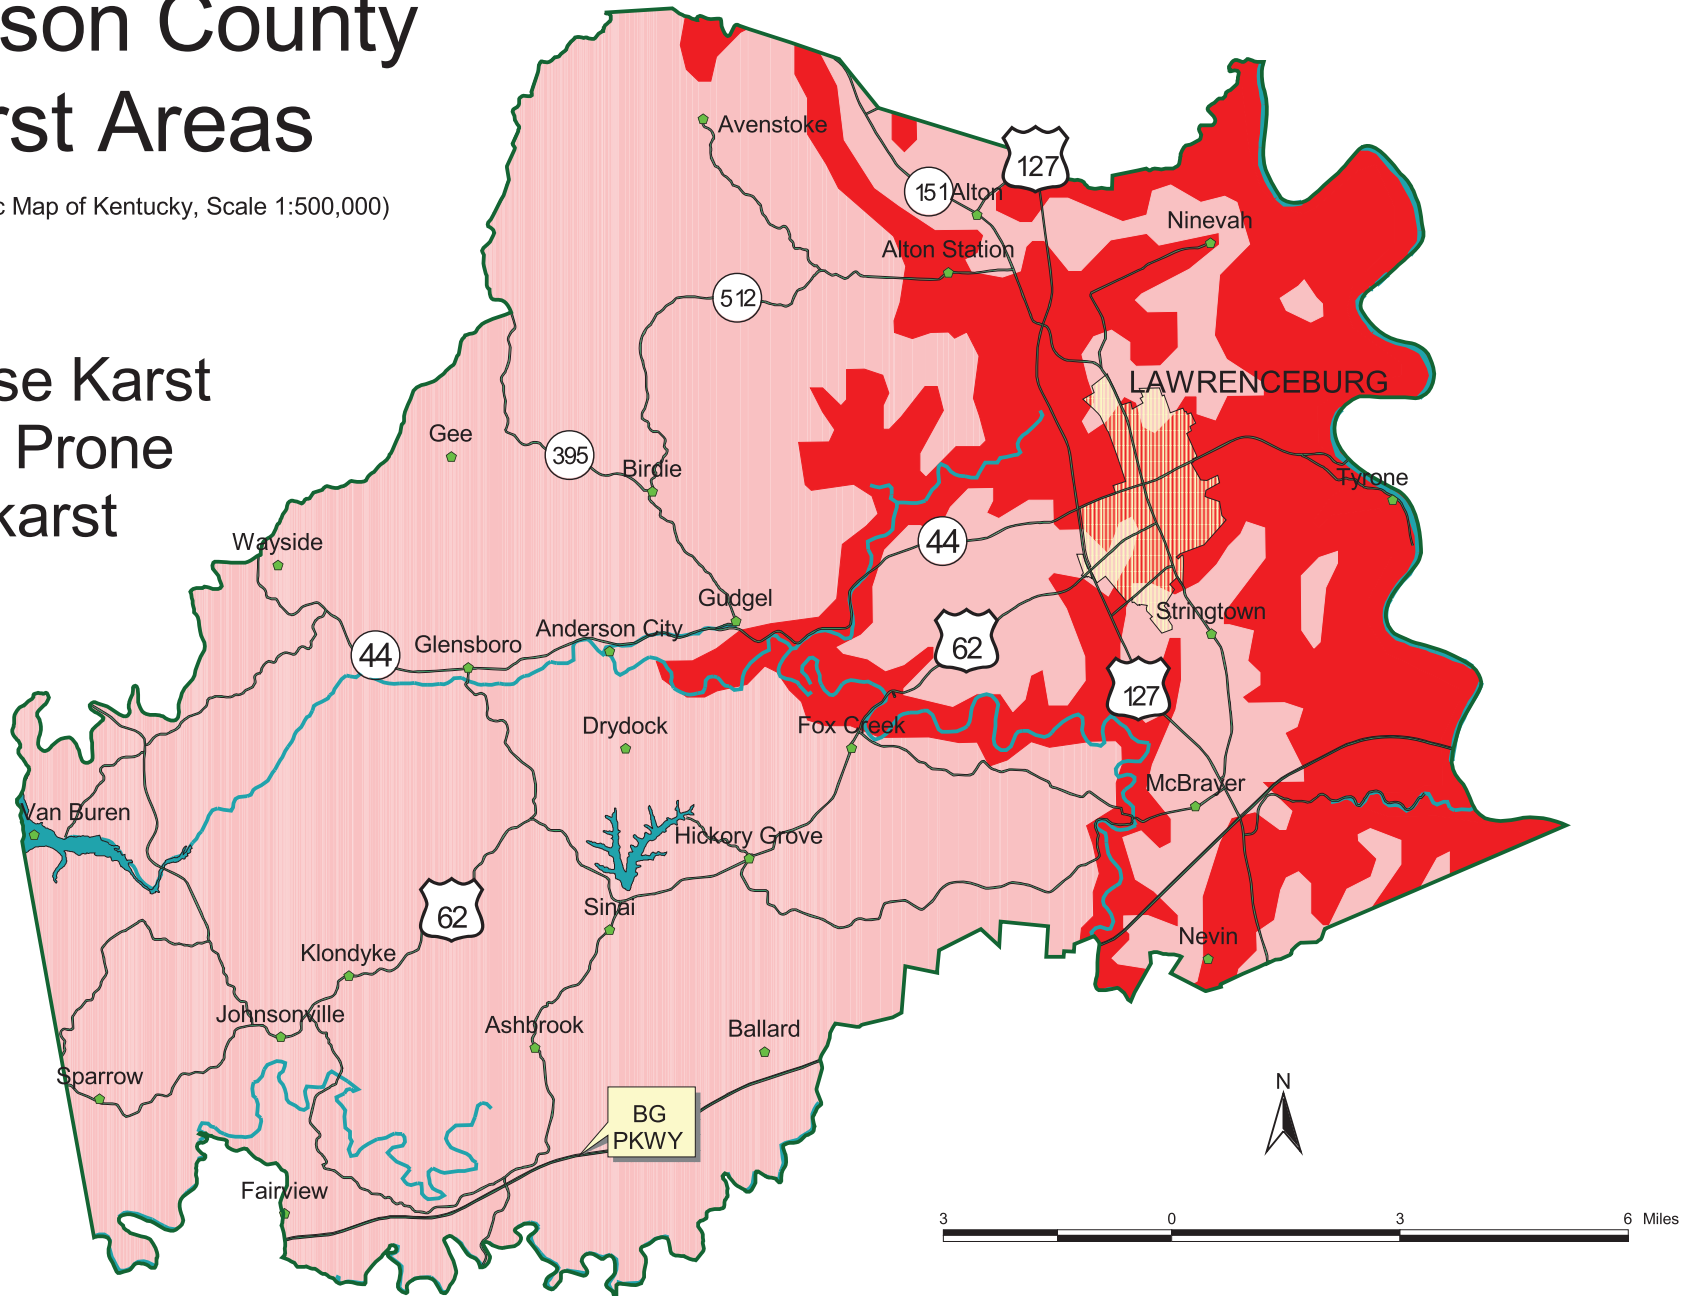 son County
rst Areas
c Map of Kentucky, Scale 1:500,000)
se Karst
Prone
karst
Avenstoke
127
151
Alton
Ninevah
Alton Station
512
LAWRENCEBURG
Gee
395
Birdie
Tyrone
Wayside
44
Gudgel
Stringtown
Anderson City
Glensboro
44
62
127
Drydock
Fox Creek
McBrayer
Van Buren
Hickory Grove
62
Sinai
Nevin
Klondyke
Johnsonville
Ashbrook
Ballard
Sparrow
N
BG
PKWY
Fairview
3 0 3 6 Miles